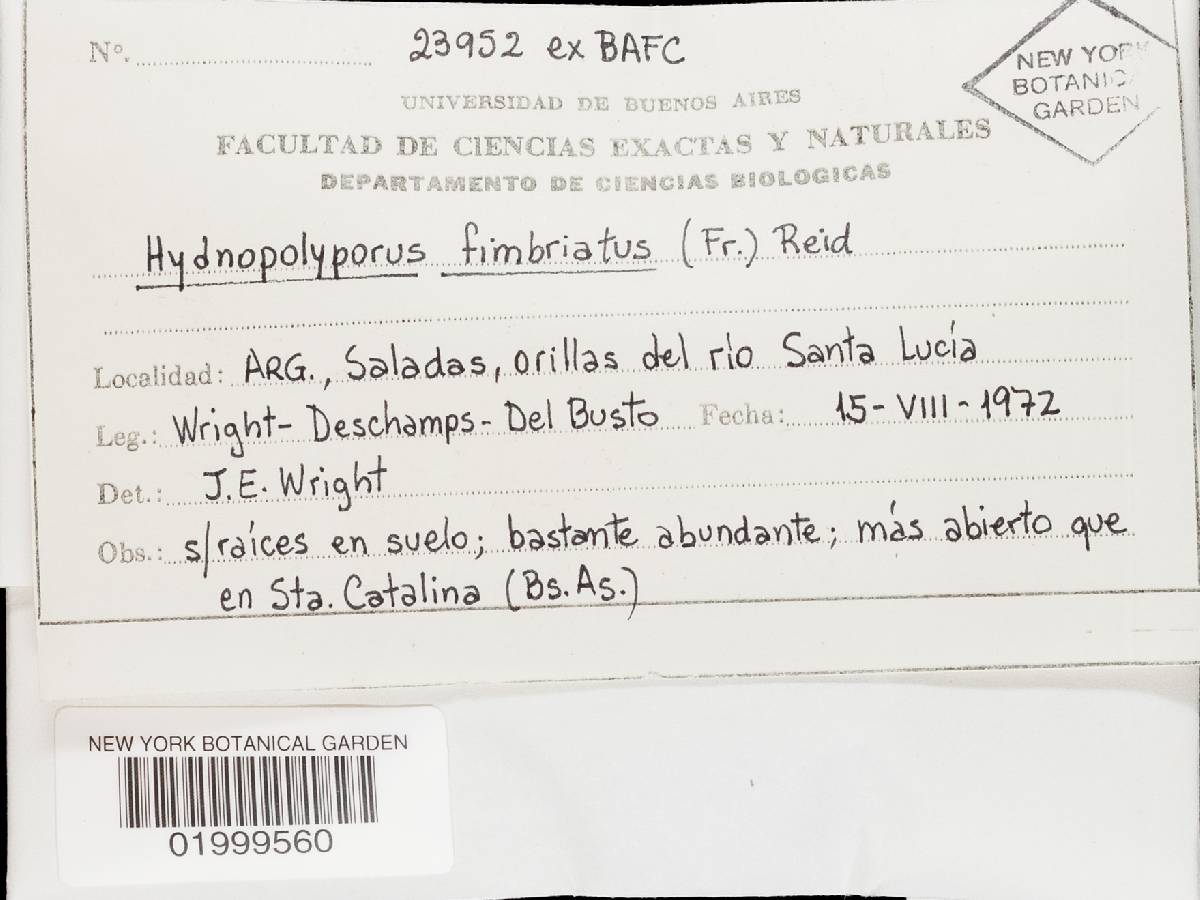 Nº. 23952 ex BAFC
NEW YORK
BOTANIC
GARDEN
UNIVERSIDAD DE BUENOS AIRES
FACULTAD DE CIENCIAS EXACTAS Y NATURALES
DEPARTAMENTO DE CIENCIAS BIOLOGICAS
Hydnopolyporus fimbriatus (Fr.) Reid
Localidad: ARG., Saladas, orillas del río Santa Lucía
Leg.: Wright- Deschamps- Del Busto Fecha: 15-VIII-1972
Det.: J.E. Wright
Obs.: s/raíces en suelo; bastante abundante; más abierto que
en Sta. Catalina (Bs.As.)
NEW YORK BOTANICAL GARDEN
01999560